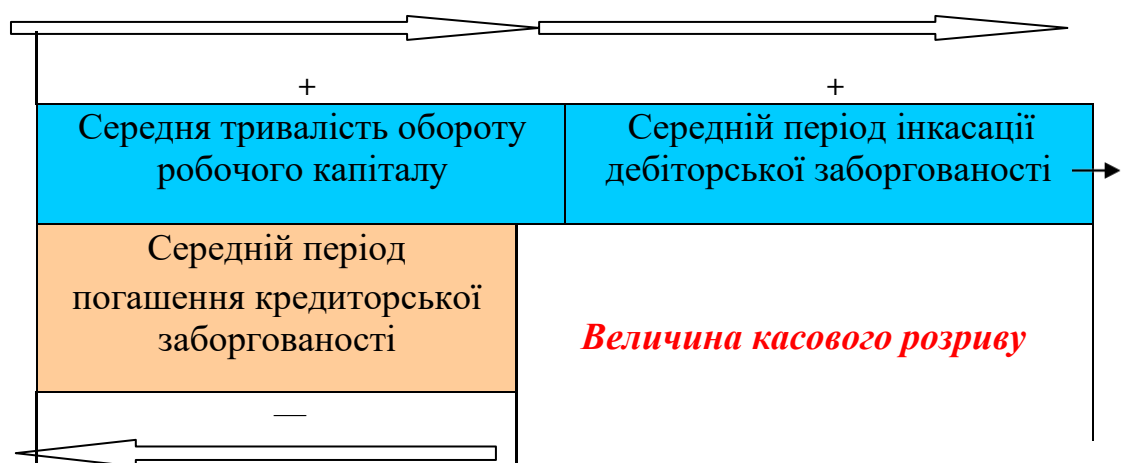 + +
Середня тривалість обороту
робочого капіталу
Середній період інкасації
дебіторської заборгованості
Середній період
погашення кредиторської
заборгованості
Величина касового розриву
—